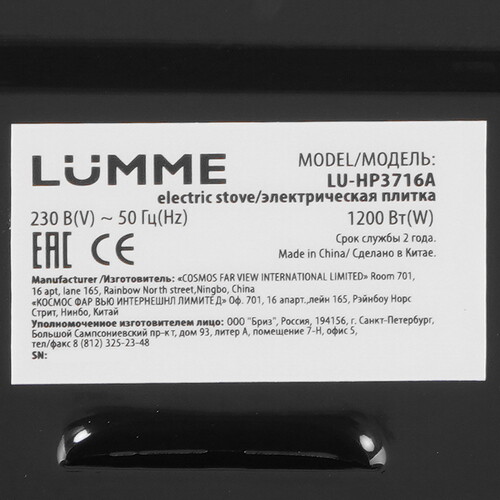 LÜMME
MODEL/МОДЕЛЬ:
LU-HP3716A
electric stove/электрическая плитка
230 В(V) ~ 50 Гц(Hz) 1200 Вт(W)
Срок службы 2 года.
EAC CE Made in China/ Сделано в Китае.
Manufacturer /Изготовитель: «COSMOS FAR VIEW INTERNATIONAL LIMITED» Room 701,
16 apt, lane 165, Rainbow North street,Ningbo, China/
«КОСМОС ФАР ВЬЮ ИНТЕРНЕШНЛ ЛИМИТЕД» Оф. 701, 16 апарт.,лейн 165, Рэйнбоу Норс
Стрит, Нинбо, Китай
Уполномоченное изготовителем лицо: ООО "Бриз", Россия, 194156, г. Санкт-Петербург,
Большой Сампсониевский пр-к т, дом 93, литер А, помещение 7-Н, офис 5,
тел/факс 8 (812) 325-23-48
SN: